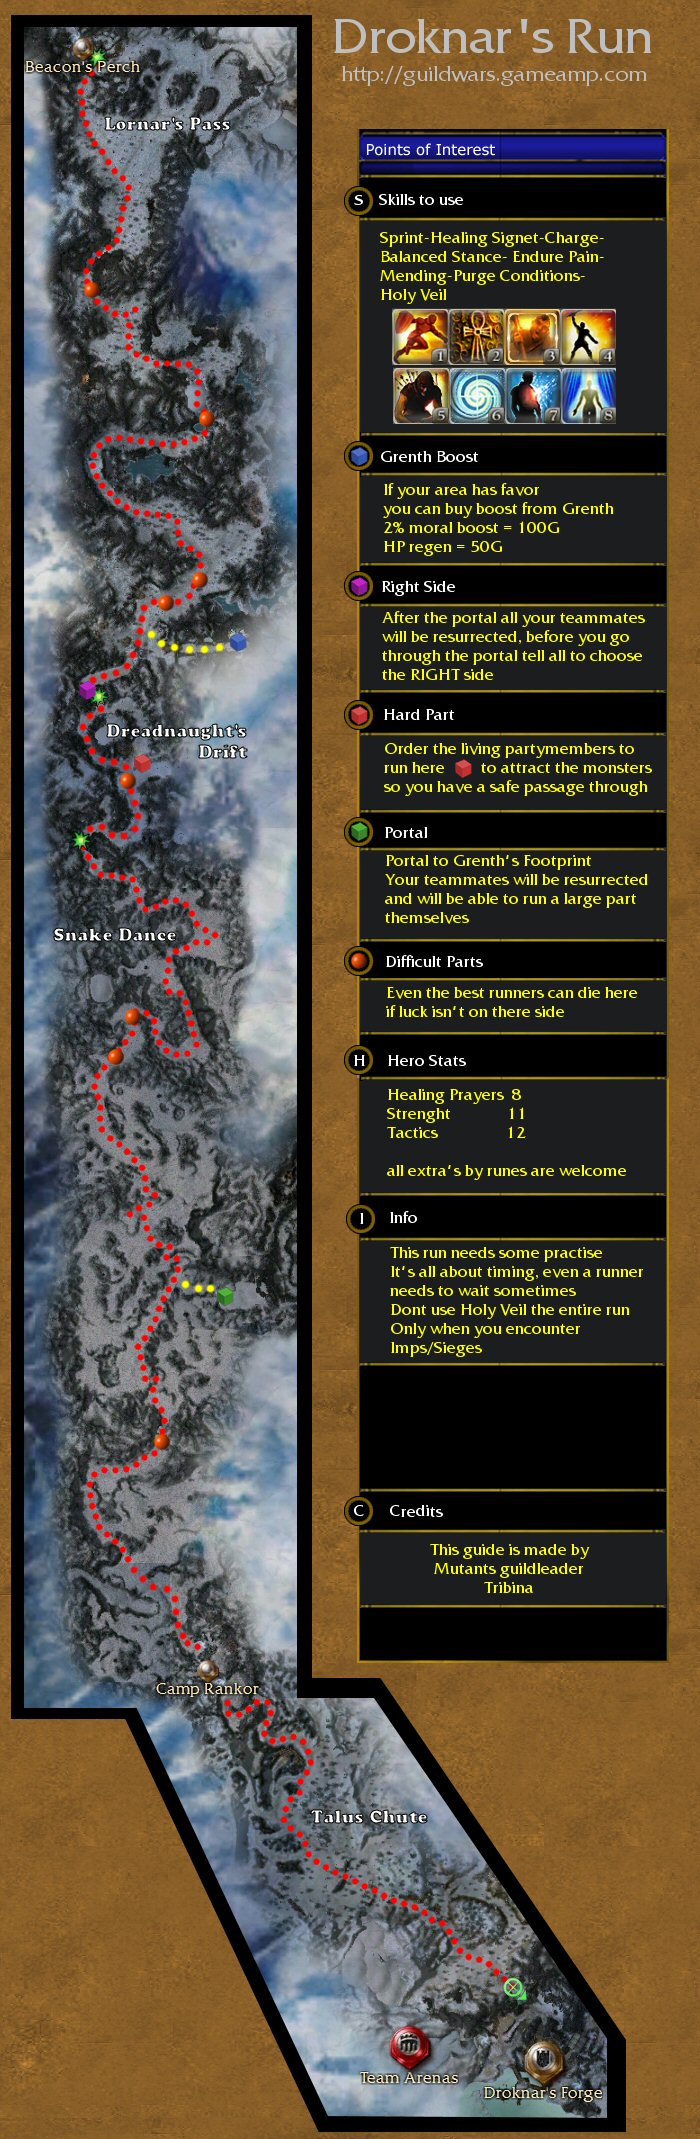 Droknar's Run
http://guildwars.gameamp.com
Beacon's Perch
Lornar's Pass
Dreadnaught's
Drift
Snake Dance
Camp Rankor
Talus Chute
Team Arenas
Droknar's Forge
Points of Interest
S Skills to use
Sprint-Healing Signet-Charge-
Balanced Stance- Endure Pain-
Mending-Purge Conditions-
Holy Veil
1 2 3 4
5 6 7 8
Grenth Boost
If your area has favor
you can buy boost from Grenth
2% moral boost = 100G
HP regen = 50G
Right Side
After the portal all your teammates
will be resurrected, before you go
through the portal tell all to choose
the RIGHT side
Hard Part
Order the living partymembers to
run here to attract the monsters
so you have a safe passage through
Portal
Portal to Grenth's Footprint
Your teammates will be resurrected
and will be able to run a large part
themselves
Difficult Parts
Even the best runners can die here
if luck isn't on there side
H Hero Stats
Healing Prayers 8
Strenght 11
Tactics 12
all extra's by runes are welcome
I Info
This run needs some practise
It's all about timing, even a runner
needs to wait sometimes
Dont use Holy Veil the entire run
Only when you encounter
Imps/Sieges
C Credits
This guide is made by
Mutants guildleader
Tribina